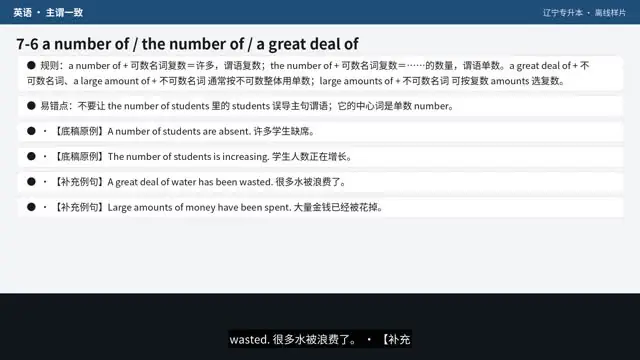 英语 · 主谓一致
辽宁专升本 · 离线样片
7-6 a number of / the number of / a great deal of
● 规则：a number of + 可数名词复数＝许多，谓语复数；the number of + 可数名词复数＝……的数量，谓语单数。a great deal of + 不
可数名词、a large amount of + 不可数名词 通常按不可数整体用单数；large amounts of + 不可数名词 可按复数 amounts 选复数。
● 易错点：不要让 the number of students 里的 students 误导主句谓语；它的中心词是单数 number。
● · 【底稿原例】A number of students are absent. 许多学生缺席。
● · 【底稿原例】The number of students is increasing. 学生人数正在增长。
● · 【补充例句】A great deal of water has been wasted. 很多水被浪费了。
● · 【补充例句】Large amounts of money have been spent. 大量金钱已经被花掉。
wasted. 很多水被浪费了。 · 【补充